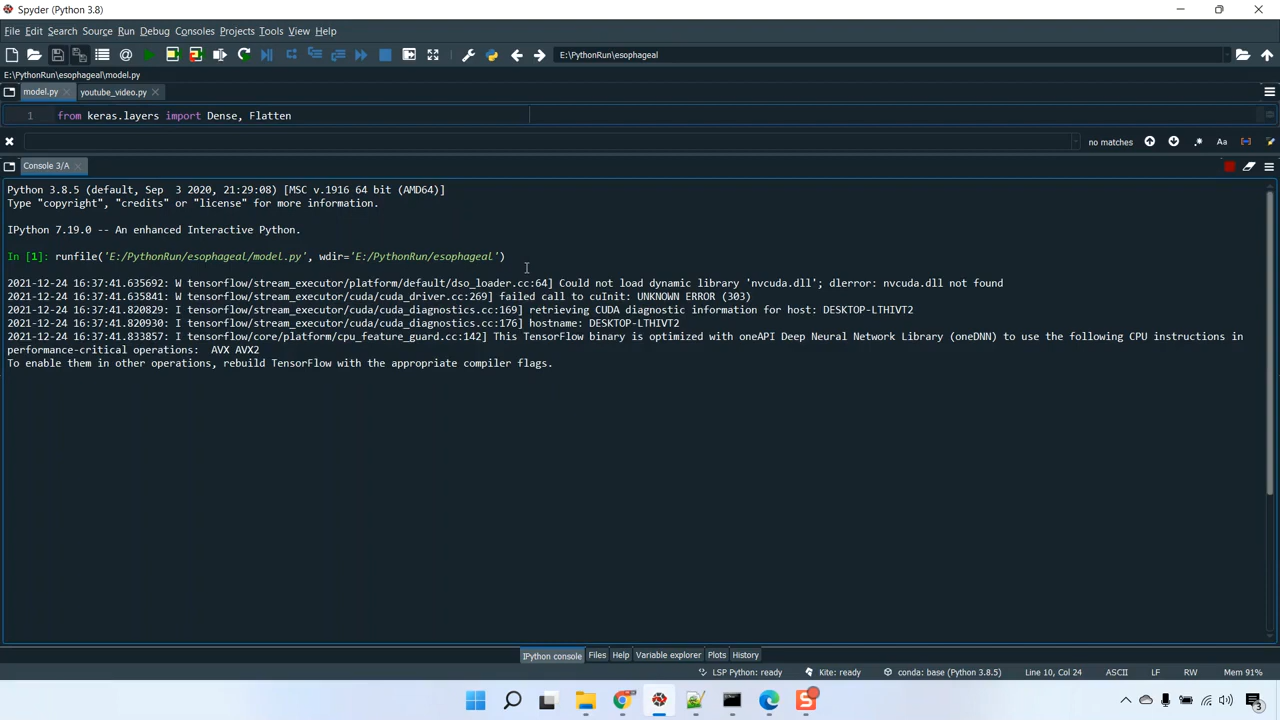 Spyder (Python 3.8)
File Edit Search Source Run Debug Consoles Projects Tools View Help
E:\PythonRun\esophageal
E:\PythonRun\esophageal\model.py
model.py youtube_video.py
1 from keras.layers import Dense, Flatten
no matches Aa
Console 3/A
Python 3.8.5 (default, Sep 3 2020, 21:29:08) [MSC v.1916 64 bit (AMD64)]
Type "copyright", "credits" or "license" for more information.
IPython 7.19.0 -- An enhanced Interactive Python.
In [1]: runfile('E:/PythonRun/esophageal/model.py', wdir='E:/PythonRun/esophageal')
2021-12-24 16:37:41.635692: W tensorflow/stream_executor/platform/default/dso_loader.cc:64] Could not load dynamic library 'nvcuda.dll'; dlerror: nvcuda.dll not found
2021-12-24 16:37:41.635841: W tensorflow/stream_executor/cuda/cuda_driver.cc:269] failed call to cuInit: UNKNOWN ERROR (303)
2021-12-24 16:37:41.820829: I tensorflow/stream_executor/cuda/cuda_diagnostics.cc:169] retrieving CUDA diagnostic information for host: DESKTOP-LTHIVT2
2021-12-24 16:37:41.820930: I tensorflow/stream_executor/cuda/cuda_diagnostics.cc:176] hostname: DESKTOP-LTHIVT2
2021-12-24 16:37:41.833857: I tensorflow/core/platform/cpu_feature_guard.cc:142] This TensorFlow binary is optimized with oneAPI Deep Neural Network Library (oneDNN) to use the following CPU instructions in
performance-critical operations: AVX AVX2
To enable them in other operations, rebuild TensorFlow with the appropriate compiler flags.
IPython console Files Help Variable explorer Plots History
LSP Python: ready Kite: ready conda: base (Python 3.8.5) Line 10, Col 24 ASCII LF RW Mem 91%
3